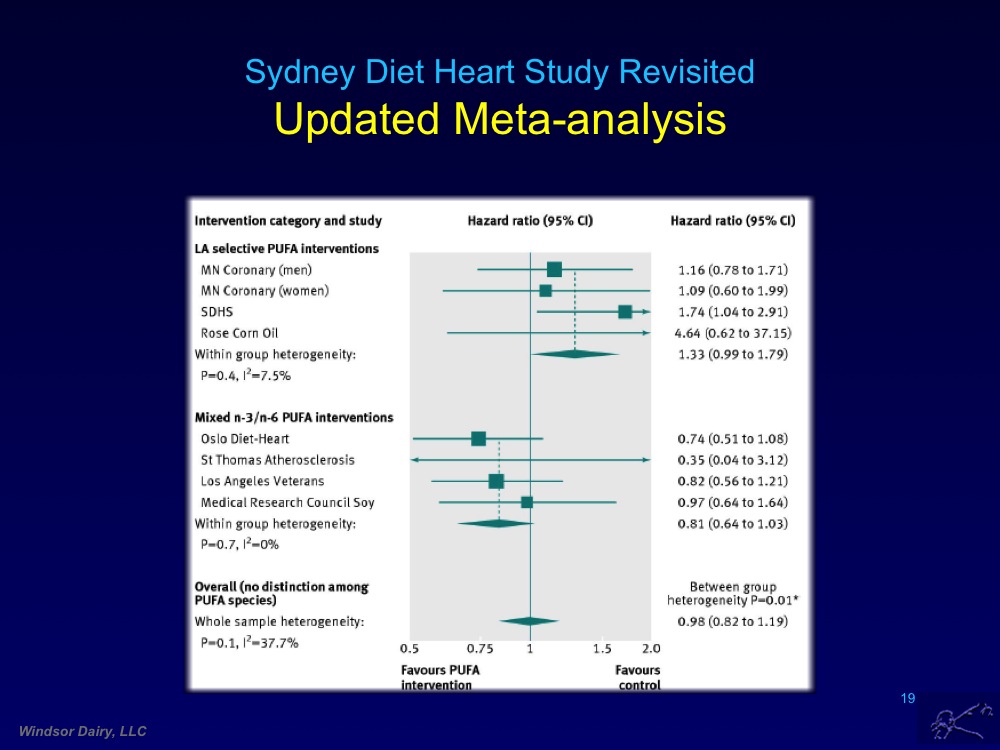 Sydney Diet Heart Study Revisited
Updated Meta-analysis
Intervention category and study Hazard ratio (95% CI) Hazard ratio (95% CI)
LA selective PUFA interventions
MN Coronary (men) 1.16 (0.78 to 1.71)
MN Coronary (women) 1.09 (0.60 to 1.99)
SDHS 1.74 (1.04 to 2.91)
Rose Corn Oil 4.64 (0.62 to 37.15)
Within group heterogeneity: 1.33 (0.99 to 1.79)
P=0.4, I²=7.5%
Mixed n-3/n-6 PUFA interventions
Oslo Diet-Heart 0.74 (0.51 to 1.08)
St Thomas Atherosclerosis 0.35 (0.04 to 3.12)
Los Angeles Veterans 0.82 (0.56 to 1.21)
Medical Research Council Soy 0.97 (0.64 to 1.64)
Within group heterogeneity: 0.81 (0.64 to 1.03)
P=0.7, I²=0%
Overall (no distinction among Between group
PUFA species) heterogeneity P=0.01*
Whole sample heterogeneity: 0.98 (0.82 to 1.19)
P=0.1, I²=37.7%
0.5 0.75 1 1.5 2.0
Favours PUFA Favours
intervention control
19
Windsor Dairy, LLC